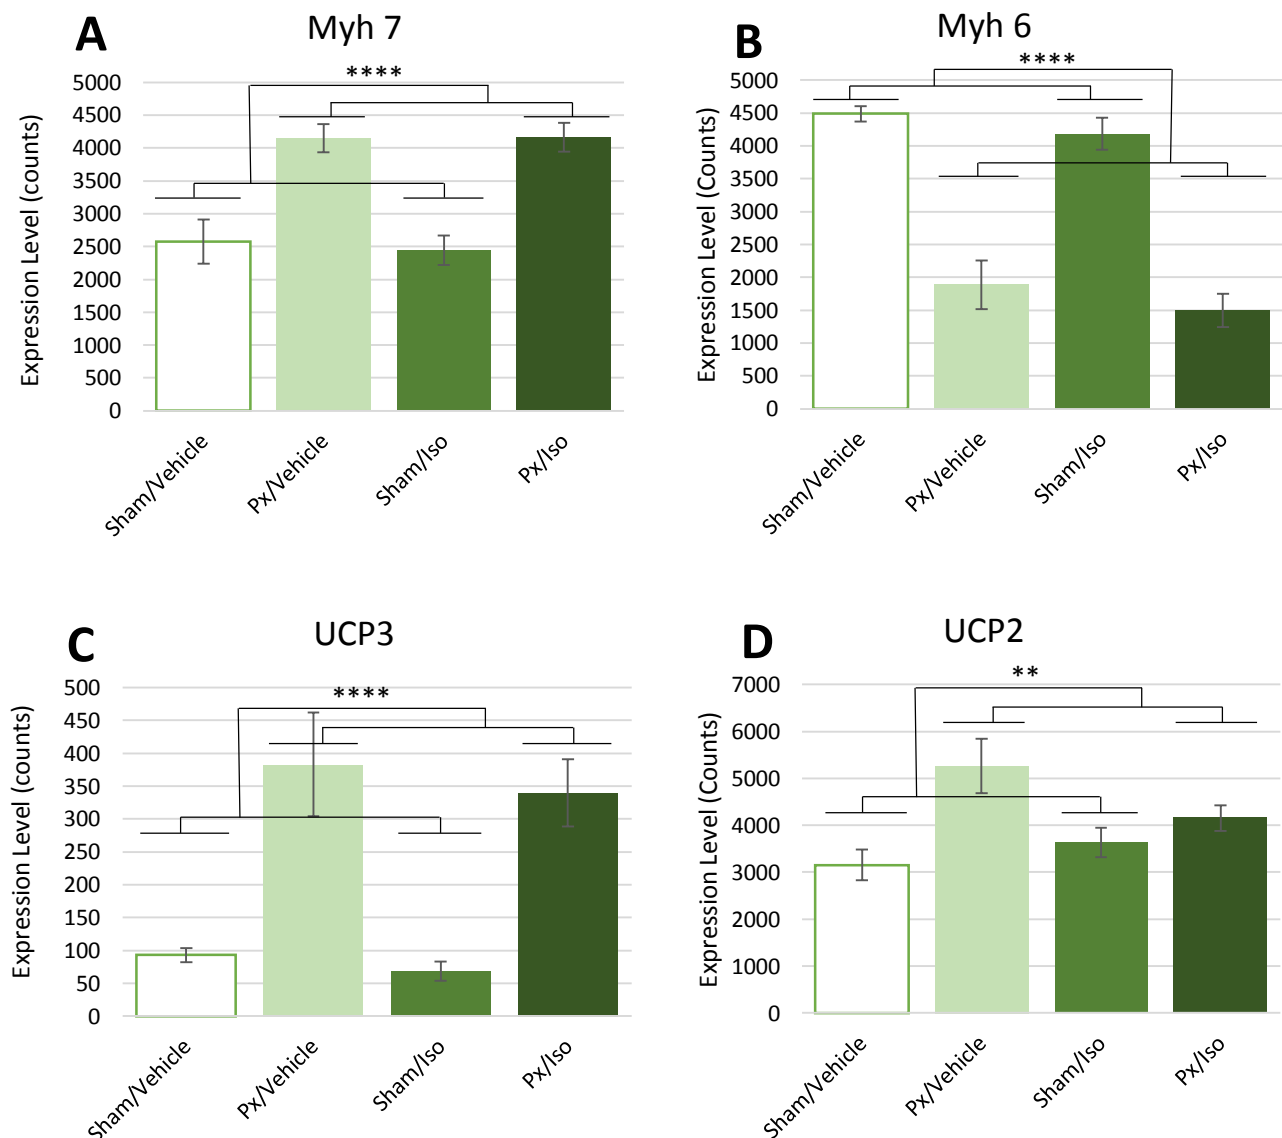 A
Myh 7
****
Expression Level (counts)
5000
4500
4000
3500
3000
2500
2000
1500
1000
500
0
Sham/Vehicle
Px/Vehicle
Sham/Iso
Px/Iso
B
Myh 6
****
Expression Level (Counts)
5000
4500
4000
3500
3000
2500
2000
1500
1000
500
0
Sham/Vehicle
Px/Vehicle
Sham/Iso
Px/Iso
C
UCP3
****
Expression Level (counts)
500
450
400
350
300
250
200
150
100
50
0
Sham/Vehicle
Px/Vehicle
Sham/Iso
Px/Iso
D
UCP2
**
Expression Level (Counts)
7000
6000
5000
4000
3000
2000
1000
0
Sham/Vehicle
Px/Vehicle
Sham/Iso
Px/Iso